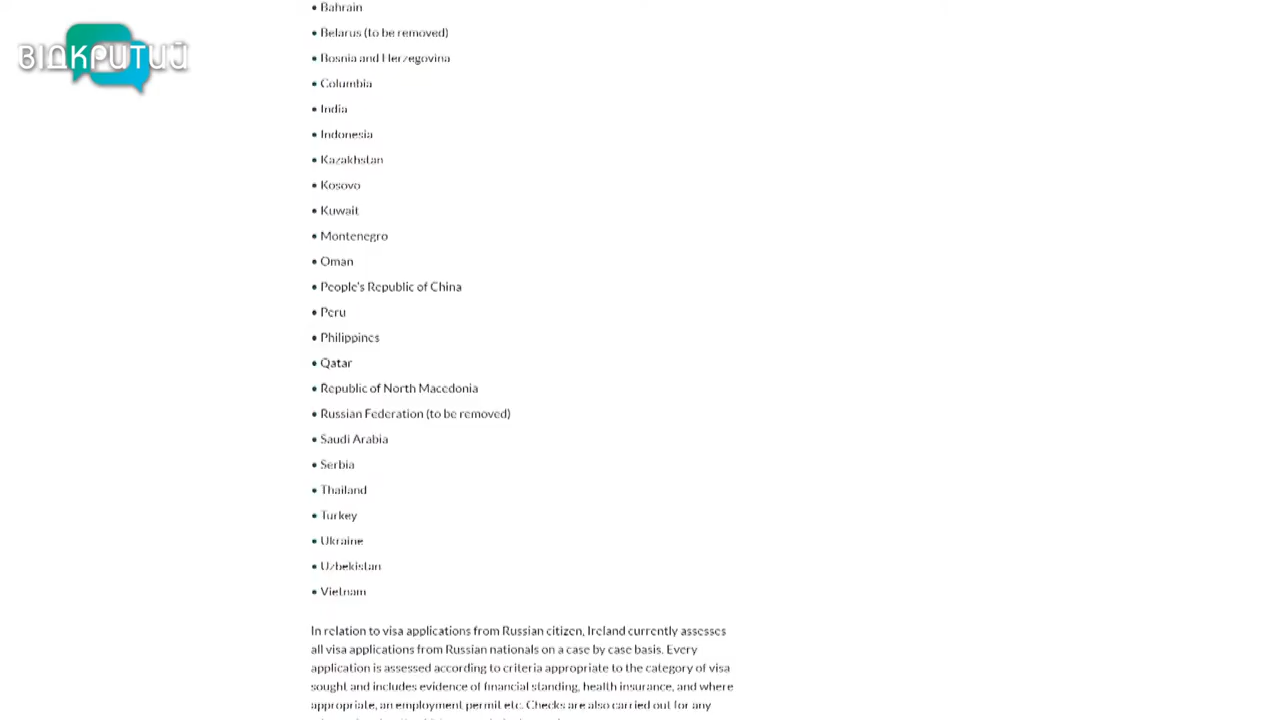 ВІДКРИТИЙ
• Bahrain
• Belarus (to be removed)
• Bosnia and Herzegovina
• Columbia
• India
• Indonesia
• Kazakhstan
• Kosovo
• Kuwait
• Montenegro
• Oman
• People's Republic of China
• Peru
• Philippines
• Qatar
• Republic of North Macedonia
• Russian Federation (to be removed)
• Saudi Arabia
• Serbia
• Thailand
• Turkey
• Ukraine
• Uzbekistan
• Vietnam
In relation to visa applications from Russian citizen, Ireland currently assesses
all visa applications from Russian nationals on a case by case basis. Every
application is assessed according to criteria appropriate to the category of visa
sought and includes evidence of financial standing, health insurance, and where
appropriate, an employment permit etc. Checks are also carried out for any